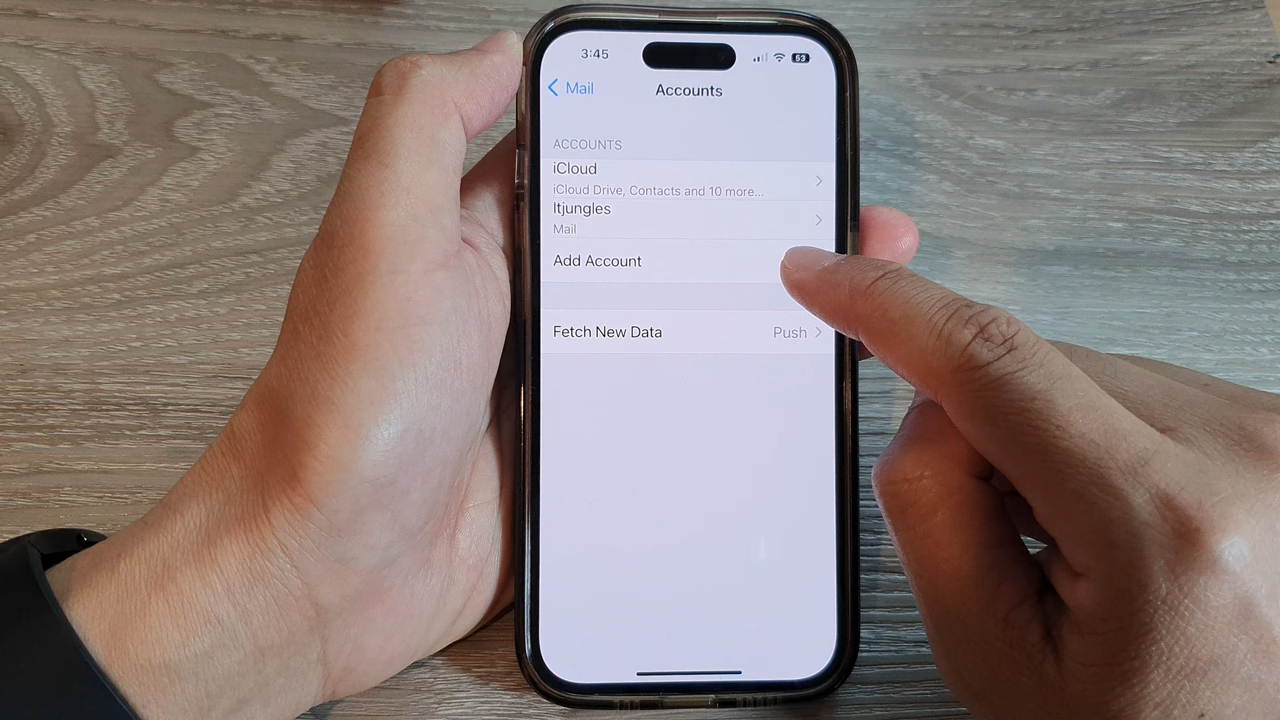 3:45
53
Mail
Accounts
ACCOUNTS
iCloud
iCloud Drive, Contacts and 10 more...
ltjungles
Mail
Add Account
Fetch New Data Push